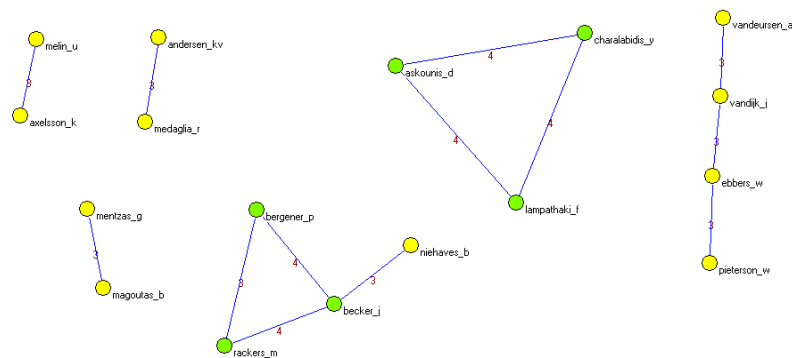 vandeursen_a
charalabidis_y
melin_u
andersen_kv
4
askounis_d
3
3
3
vandijk_j
axelsson_k
medaglia_r
4
4
3
ebbers_w
lampathaki_f
mentzas_g
bergener_p
3
niehaves_b
3
4
pieterson_w
3
3
magoutas_b
becker_j
4
rackers_m